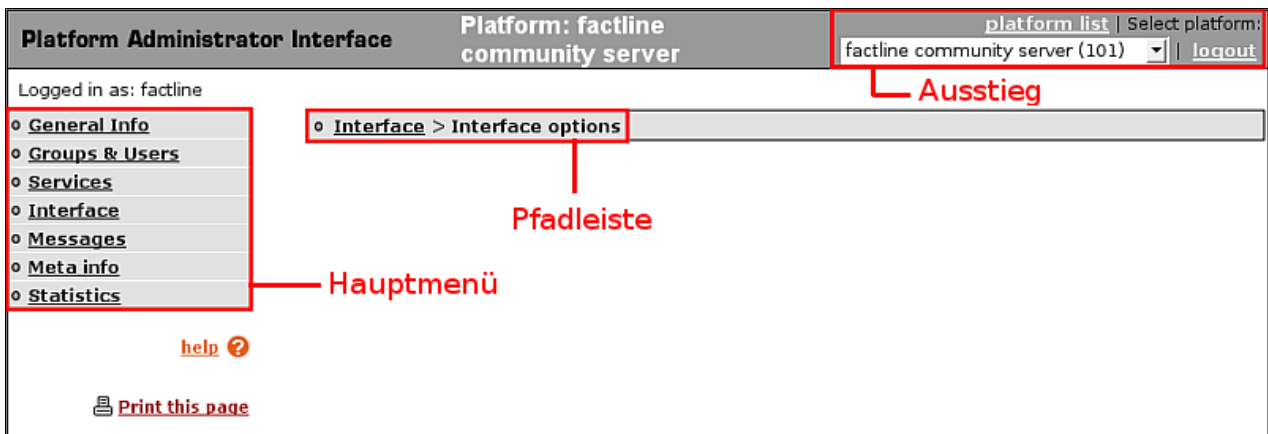 Platform Administrator Interface
Platform: factline
community server
platform list | Select platform:
factline community server (101) | logout
Logged in as: factline
Ausstieg
General Info
Groups & Users
Services
Interface
Messages
Meta info
Statistics
Interface > Interface options
Pfadleiste
Hauptmenü
help ?
Print this page